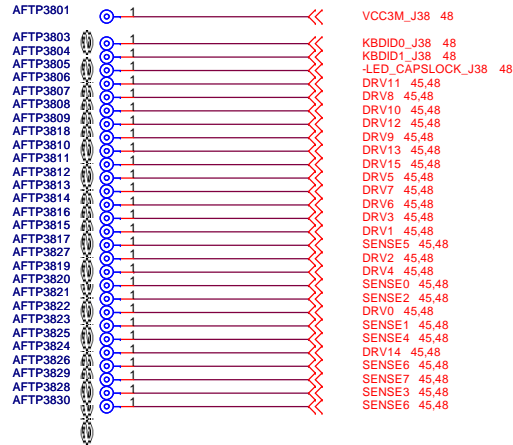 AFTP3801 1 VCC3M_J38 48
AFTP3803 1 KBDID0_J38 48
AFTP3804 1 KBDID1_J38 48
AFTP3805 1 -LED_CAPSLOCK_J38 48
AFTP3806 1 DRV11 45,48
AFTP3807 1 DRV8 45,48
AFTP3808 1 DRV10 45,48
AFTP3809 1 DRV12 45,48
AFTP3818 1 DRV9 45,48
AFTP3810 1 DRV13 45,48
AFTP3811 1 DRV15 45,48
AFTP3812 1 DRV5 45,48
AFTP3813 1 DRV7 45,48
AFTP3814 1 DRV6 45,48
AFTP3816 1 DRV3 45,48
AFTP3815 1 DRV1 45,48
AFTP3817 1 SENSE5 45,48
AFTP3827 1 DRV2 45,48
AFTP3819 1 DRV4 45,48
AFTP3820 1 SENSE0 45,48
AFTP3821 1 SENSE2 45,48
AFTP3822 1 DRV0 45,48
AFTP3823 1 SENSE1 45,48
AFTP3825 1 SENSE4 45,48
AFTP3824 1 DRV14 45,48
AFTP3826 1 SENSE6 45,48
AFTP3829 1 SENSE7 45,48
AFTP3828 1 SENSE3 45,48
AFTP3830 1 SENSE6 45,48